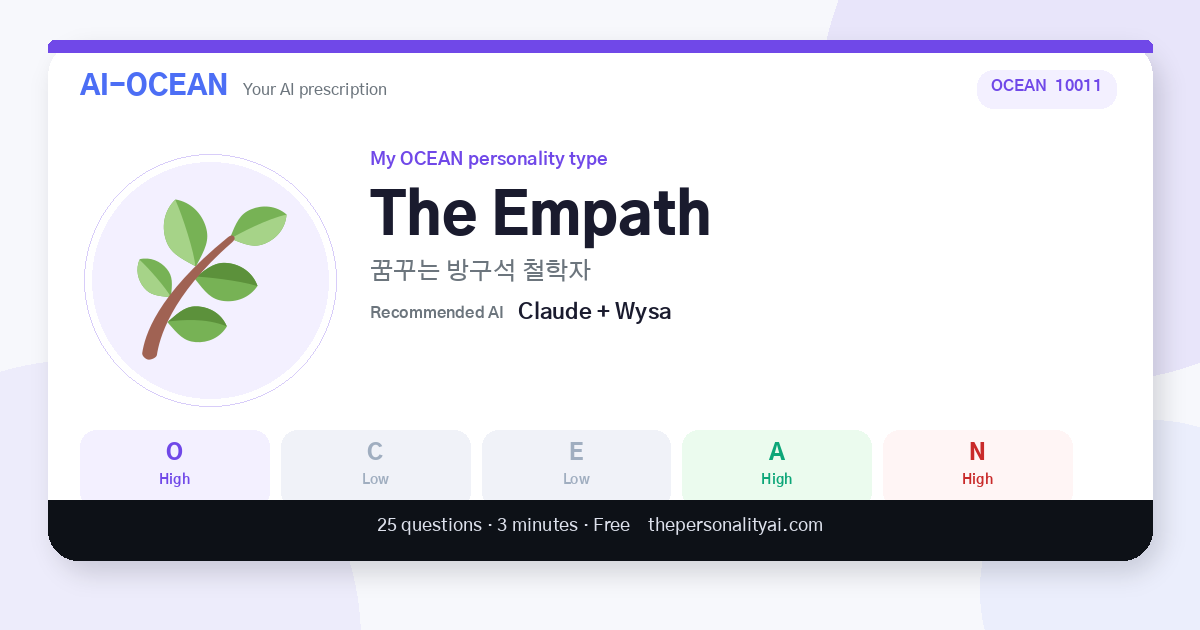 AI-OCEAN Your AI prescription OCEAN 10011
My OCEAN personality type
The Empath
꿈꾸는 방구석 철학자
Recommended AI Claude + Wysa
O C E A N
High Low Low High High
25 questions · 3 minutes · Free thepersonalityai.com